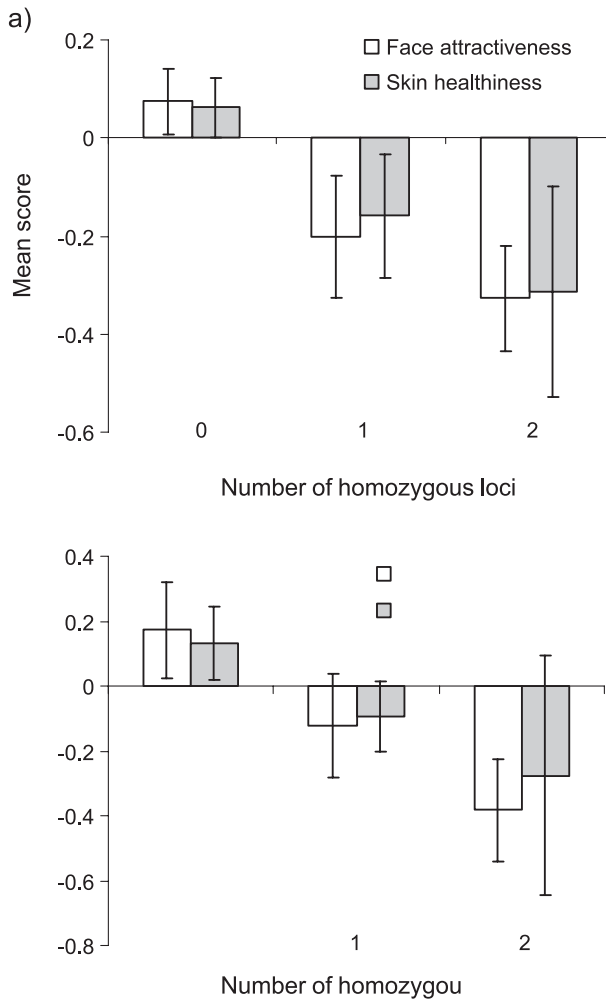 a)
0.2
Face attractiveness
Skin healthiness
0
-0.2
-0.4
-0.6
Mean score
0 1 2
Number of homozygous loci
0.4
0.2
0
-0.2
-0.4
-0.6
-0.8
1 2
Number of homozygou